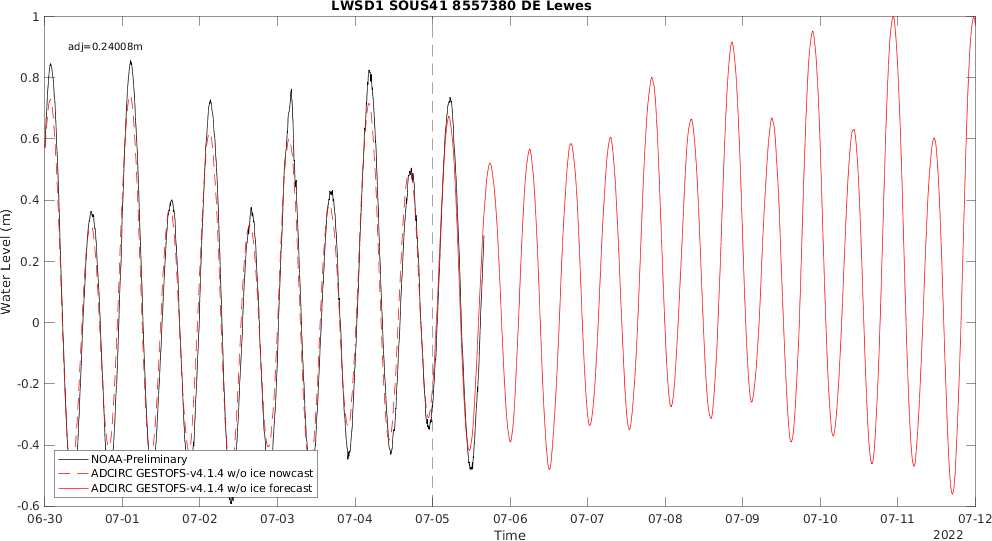 LWSD1 SOUS41 8557380 DE Lewes
adj=0.24008m
Water Level (m)
1
0.8
0.6
0.4
0.2
0
-0.2
-0.4
-0.6
NOAA-Preliminary
ADCIRC GESTOFS-v4.1.4 w/o ice nowcast
ADCIRC GESTOFS-v4.1.4 w/o ice forecast
06-30 07-01 07-02 07-03 07-04 07-05 07-06 07-07 07-08 07-09 07-10 07-11 07-12
Time
2022